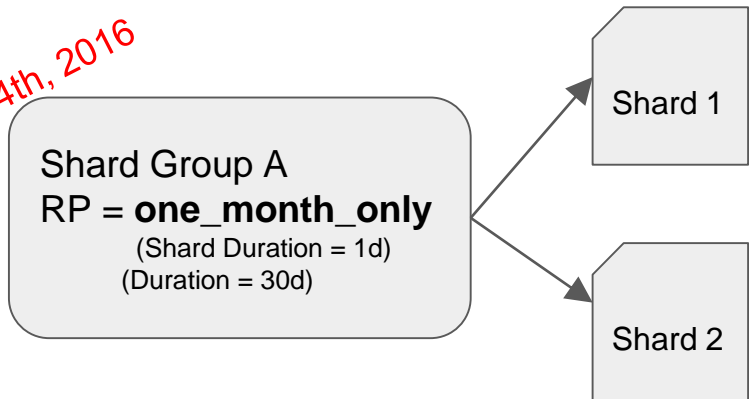 4th, 2016
Shard Group A
RP = one_month_only
(Shard Duration = 1d)
(Duration = 30d)
Shard 1
Shard 2